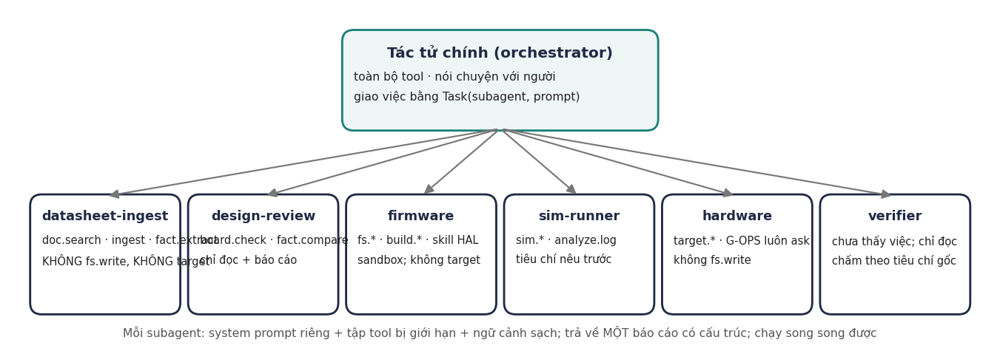 Tác tử chính (orchestrator)
toàn bộ tool · nói chuyện với người
giao việc bằng Task(subagent, prompt)
datasheet-ingest
doc.search · ingest · fact.extract
KHÔNG fs.write, KHÔNG target
design-review
board.check · fact.compare
chỉ đọc + báo cáo
firmware
fs.* · build.* · skill HAL
sandbox; không target
sim-runner
sim.* · analyze.log
tiêu chí nêu trước
hardware
target.* · G-OPS luôn ask
không fs.write
verifier
chưa thấy việc; chỉ đọc
chấm theo tiêu chí gốc
Mỗi subagent: system prompt riêng + tập tool bị giới hạn + ngữ cảnh sạch; trả về MỘT báo cáo có cấu trúc; chạy song song được